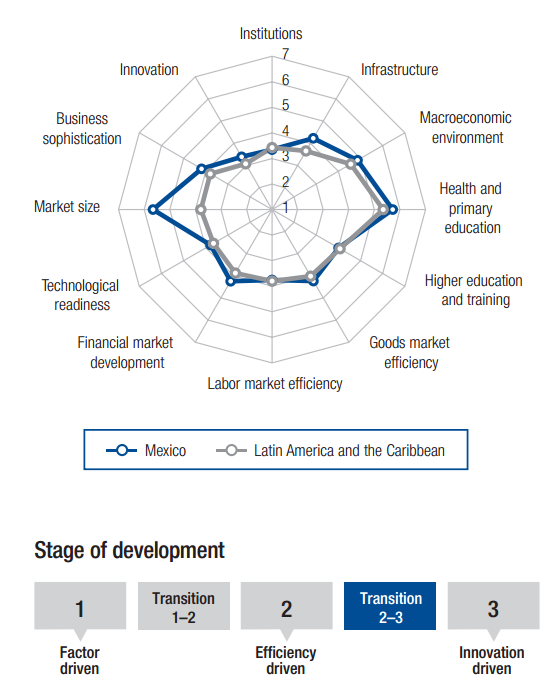 Institutions
7
Innovation
Infrastructure
6
5
Business
sophistication
Macroeconomic
environment
4
3
2
Market size
1
Health and
primary
education
Technological
readiness
Higher education
and training
Financial market
development
Goods market
efficiency
Labor market efficiency
Mexico
Latin America and the Caribbean
Stage of development
1
Transition
1–2
2
Transition
2–3
3
Factor
driven
Efficiency
driven
Innovation
driven